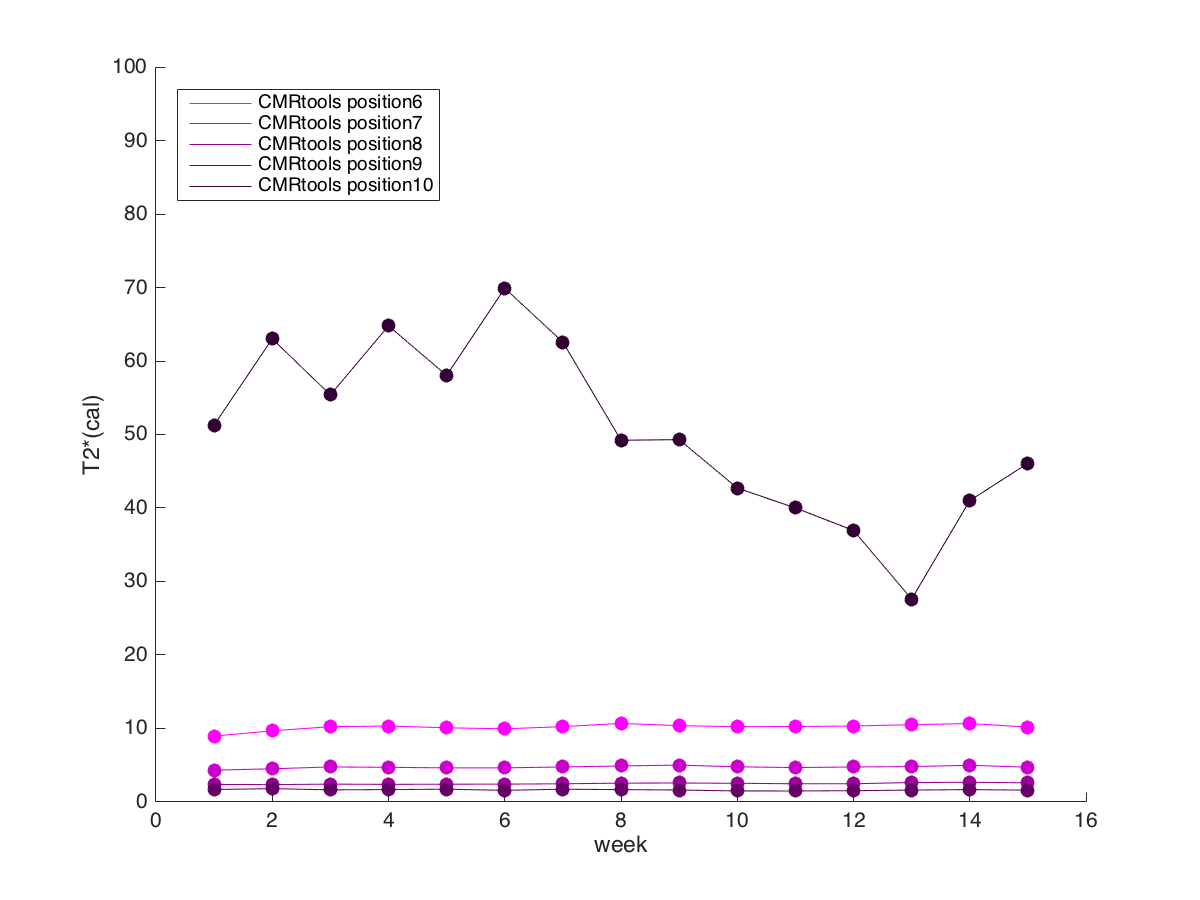 100
90
80
70
60
50
40
30
20
10
0
CMRtools position6
CMRtools position7
CMRtools position8
CMRtools position9
CMRtools position10
T2*(cal)
0 2 4 6 8 10 12 14 16
week